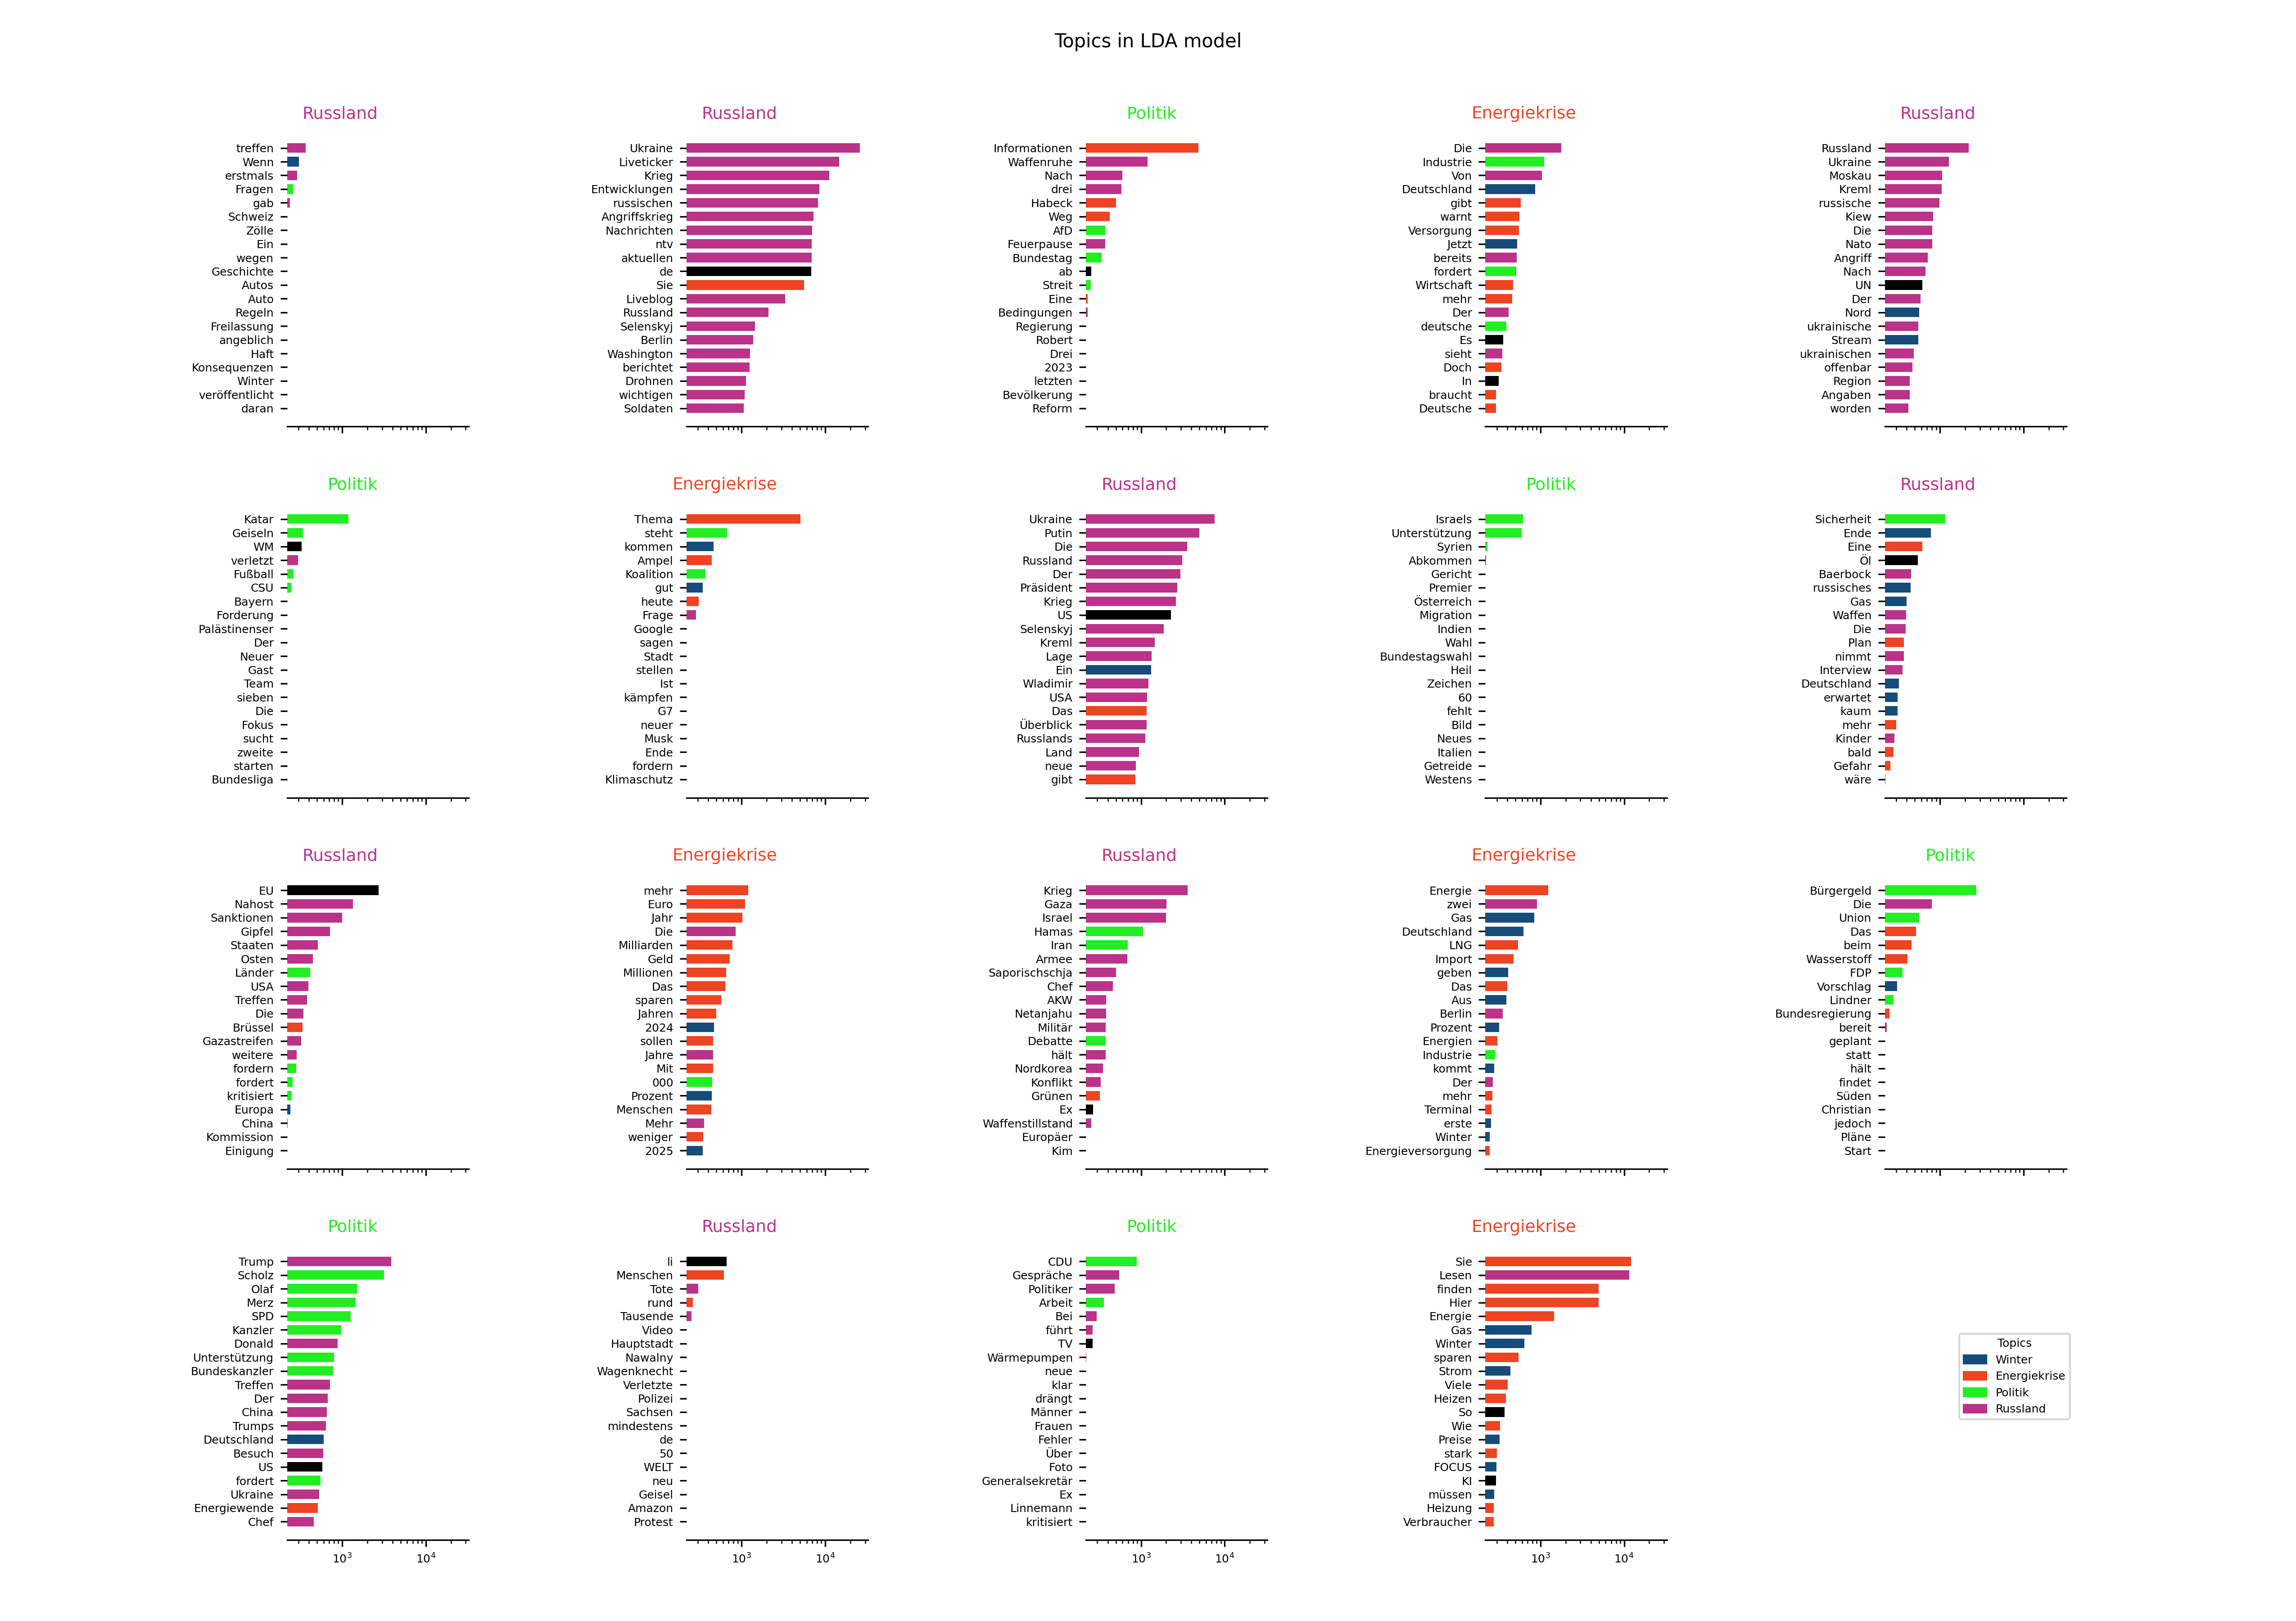 Topics in LDA model
Russland
treffen
Wenn
erstmals
Fragen
gab
Schweiz
Zölle
Ein
wegen
Geschichte
Autos
Auto
Regeln
Freilassung
angeblich
Haft
Konsequenzen
Winter
veröffentlicht
daran
Russland
Ukraine
Liveticker
Krieg
Entwicklungen
russischen
Angriffskrieg
Nachrichten
ntv
aktuellen
de
Sie
Liveblog
Russland
Selenskyj
Berlin
Washington
berichtet
Drohnen
wichtigen
Soldaten
Politik
Informationen
Waffenruhe
Nach
drei
Habeck
Weg
AfD
Feuerpause
Bundestag
ab
Streit
Eine
Bedingungen
Regierung
Robert
Drei
2023
letzten
Bevölkerung
Reform
Energiekrise
Die
Industrie
Von
Deutschland
gibt
warnt
Versorgung
Jetzt
bereits
fordert
Wirtschaft
mehr
Der
deutsche
Es
sieht
Doch
In
braucht
Deutsche
Russland
Russland
Ukraine
Moskau
Kreml
russische
Kiew
Die
Nato
Angriff
Nach
UN
Der
Nord
ukrainische
Stream
ukrainischen
offenbar
Region
Angaben
worden
Politik
Katar
Geiseln
WM
verletzt
Fußball
CSU
Bayern
Forderung
Palästinenser
Der
Neuer
Gast
Team
sieben
Die
Fokus
sucht
zweite
starten
Bundesliga
Energiekrise
Thema
steht
kommen
Ampel
Koalition
gut
heute
Frage
Google
sagen
Stadt
stellen
Ist
kämpfen
G7
neuer
Musk
Ende
fordern
Klimaschutz
Russland
Ukraine
Putin
Die
Russland
Der
Präsident
Krieg
US
Selenskyj
Kreml
Lage
Ein
Wladimir
USA
Das
Überblick
Russlands
Land
neue
gibt
Politik
Israels
Unterstützung
Syrien
Abkommen
Gericht
Premier
Österreich
Migration
Indien
Wahl
Bundestagswahl
Heil
Zeichen
60
fehlt
Bild
Neues
Italien
Getreide
Westens
Russland
Sicherheit
Ende
Eine
Öl
Baerbock
russisches
Gas
Waffen
Die
Plan
nimmt
Interview
Deutschland
erwartet
kaum
mehr
Kinder
bald
Gefahr
wäre
Russland
EU
Nahost
Sanktionen
Gipfel
Staaten
Osten
Länder
USA
Treffen
Die
Brüssel
Gazastreifen
weitere
fordern
fordert
kritisiert
Europa
China
Kommission
Einigung
Energiekrise
mehr
Euro
Jahr
Die
Milliarden
Geld
Millionen
Das
sparen
Jahren
2024
sollen
Jahre
Mit
000
Prozent
Menschen
Mehr
weniger
2025
Russland
Krieg
Gaza
Israel
Hamas
Iran
Armee
Saporischschja
Chef
AKW
Netanjahu
Militär
Debatte
hält
Nordkorea
Konflikt
Grünen
Ex
Waffenstillstand
Europäer
Kim
Energiekrise
Energie
zwei
Gas
Deutschland
LNG
Import
geben
Das
Aus
Berlin
Prozent
Energien
Industrie
kommt
Der
mehr
Terminal
erste
Winter
Energieversorgung
Politik
Bürgergeld
Die
Union
Das
beim
Wasserstoff
FDP
Vorschlag
Lindner
Bundesregierung
bereit
geplant
statt
hält
findet
Süden
Christian
jedoch
Pläne
Start
Politik
Trump
Scholz
Olaf
Merz
SPD
Kanzler
Donald
Unterstützung
Bundeskanzler
Treffen
Der
China
Trumps
Deutschland
Besuch
US
fordert
Ukraine
Energiewende
Chef
10³
10⁴
Russland
li
Menschen
Tote
rund
Tausende
Video
Hauptstadt
Nawalny
Wagenknecht
Verletzte
Polizei
Sachsen
mindestens
de
50
WELT
neu
Geisel
Amazon
Protest
10³
10⁴
Politik
CDU
Gespräche
Politiker
Arbeit
Bei
führt
TV
Wärmepumpen
neue
klar
drängt
Männer
Frauen
Fehler
Über
Foto
Generalsekretär
Ex
Linnemann
kritisiert
10³
10⁴
Energiekrise
Sie
Lesen
finden
Hier
Energie
Gas
Winter
sparen
Strom
Viele
Heizen
So
Wie
Preise
stark
FOCUS
KI
müssen
Heizung
Verbraucher
10³
10⁴
Topics
Winter
Energiekrise
Politik
Russland